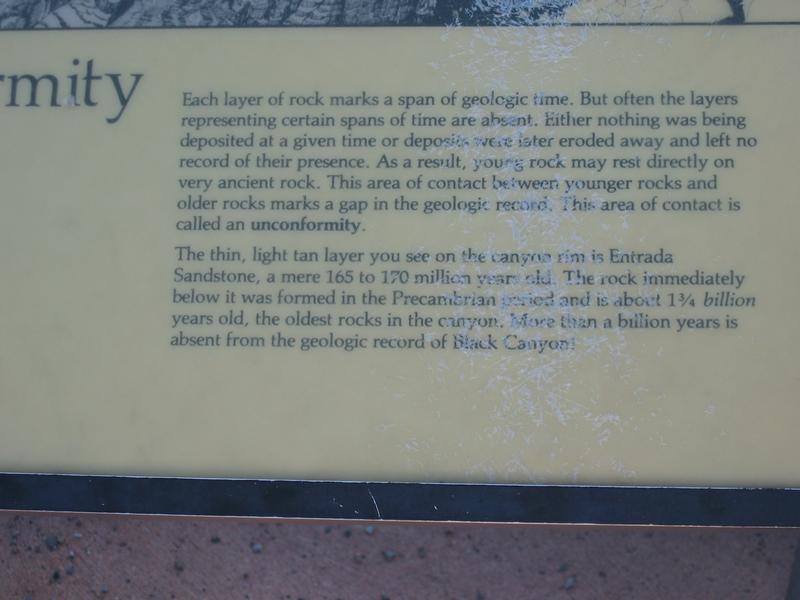 rmity
Each layer of rock marks a span of geologic time. But often the layers
representing certain spans of time are absent. Either nothing was being
deposited at a given time or deposits were later eroded away and left no
record of their presence. As a result, young rock may rest directly on
very ancient rock. This area of contact between younger rocks and
older rocks marks a gap in the geologic record. This area of contact is
called an unconformity.
The thin, light tan layer you see on the canyon rim is Entrada
Sandstone, a mere 165 to 170 million years old. The rock immediately
below it was formed in the Precambrian period and is about 1¾ billion
years old, the oldest rocks in the canyon. More than a billion years is
absent from the geologic record of Black Canyon!